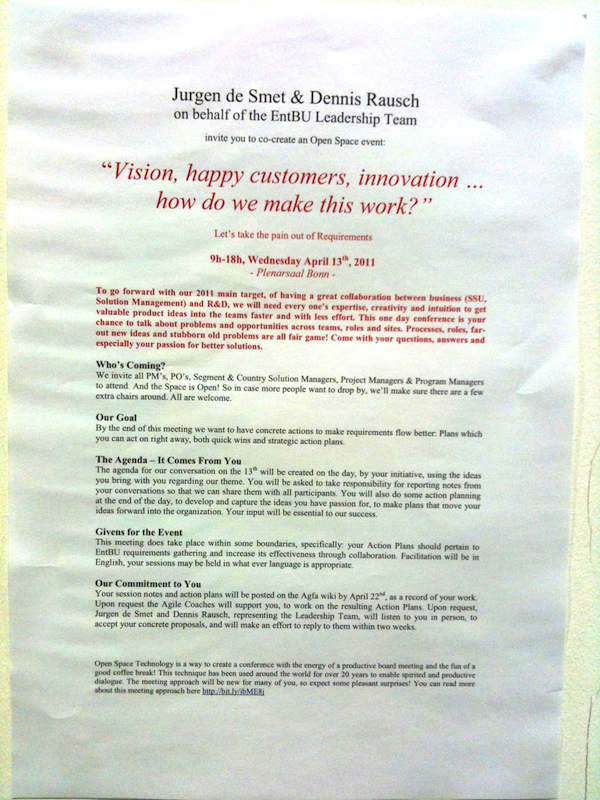 Jurgen de Smet & Dennis Rausch
on behalf of the EntBU Leadership Team
invite you to co-create an Open Space event:
“Vision, happy customers, innovation ...
how do we make this work?”
Let’s take the pain out of Requirements
9h-18h, Wednesday April 13th, 2011
- Plenarsaal Bonn -
To go forward with our 2011 main target, of having a great collaboration between business (SSU,
Solution Management) and R&D, we will need every one’s expertise, creativity and intuition to get
valuable product ideas into the teams faster and with less effort. This one day conference is your
chance to talk about problems and opportunities across teams, roles and sites. Processes, roles, far-
out new ideas and stubborn old problems are all fair game! Come with your questions, answers and
especially your passion for better solutions.
Who’s Coming?
We invite all PM’s, PO’s, Segment & Country Solution Managers, Project Managers & Program Managers
to attend. And the Space is Open! So in case more people want to drop by, we’ll make sure there are a few
extra chairs around. All are welcome.
Our Goal
By the end of this meeting we want to have concrete actions to make requirements flow better: Plans which
you can act on right away, both quick wins and strategic action plans.
The Agenda – It Comes From You
The agenda for our conversation on the 13th will be created on the day, by your initiative, using the ideas
you bring with you regarding our theme. You will be asked to take responsibility for reporting notes from
your conversations so that we can share them with all participants. You will also do some action planning
at the end of the day, to develop and capture the ideas you have passion for, to make plans that move your
ideas forward into the organization. Your input will be essential to our success.
Givens for the Event
This meeting does take place within some boundaries, specifically: your Action Plans should pertain to
EntBU requirements gathering and increase its effectiveness through collaboration. Facilitation will be in
English, your sessions may be held in what ever language is appropriate.
Our Commitment to You
Your session notes and action plans will be posted on the Agfa wiki by April 22nd, as a record of your work.
Upon request the Agile Coaches will support you, to work on the resulting Action Plans. Upon request,
Jurgen de Smet and Dennis Rausch, representing the Leadership Team, will listen to you in person, to
accept your concrete proposals, and will make an effort to reply to them within two weeks.
Open Space Technology is a way to create a conference with the energy of a productive board meeting and the fun of a
good coffee break! This technique has been used around the world for over 20 years to enable spirited and productive
dialogue. The meeting approach will be new for many of you, so expect some pleasant surprises! You can read more
about this meeting approach here http://bit.ly/ibME8j